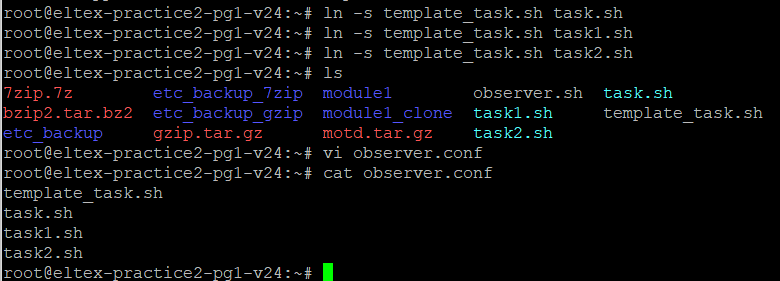 root@eltex-practice2-pg1-v24:~# ln -s template_task.sh task.sh
root@eltex-practice2-pg1-v24:~# ln -s template_task.sh task1.sh
root@eltex-practice2-pg1-v24:~# ln -s template_task.sh task2.sh
root@eltex-practice2-pg1-v24:~# ls
7zip.7z        etc_backup_7zip  module1        observer.sh  task.sh
bzip2.tar.bz2  etc_backup_gzip  module1_clone  task1.sh     template_task.sh
etc_backup     gzip.tar.gz      motd.tar.gz    task2.sh
root@eltex-practice2-pg1-v24:~# vi observer.conf
root@eltex-practice2-pg1-v24:~# cat observer.conf
template_task.sh
task.sh
task1.sh
task2.sh
root@eltex-practice2-pg1-v24:~#